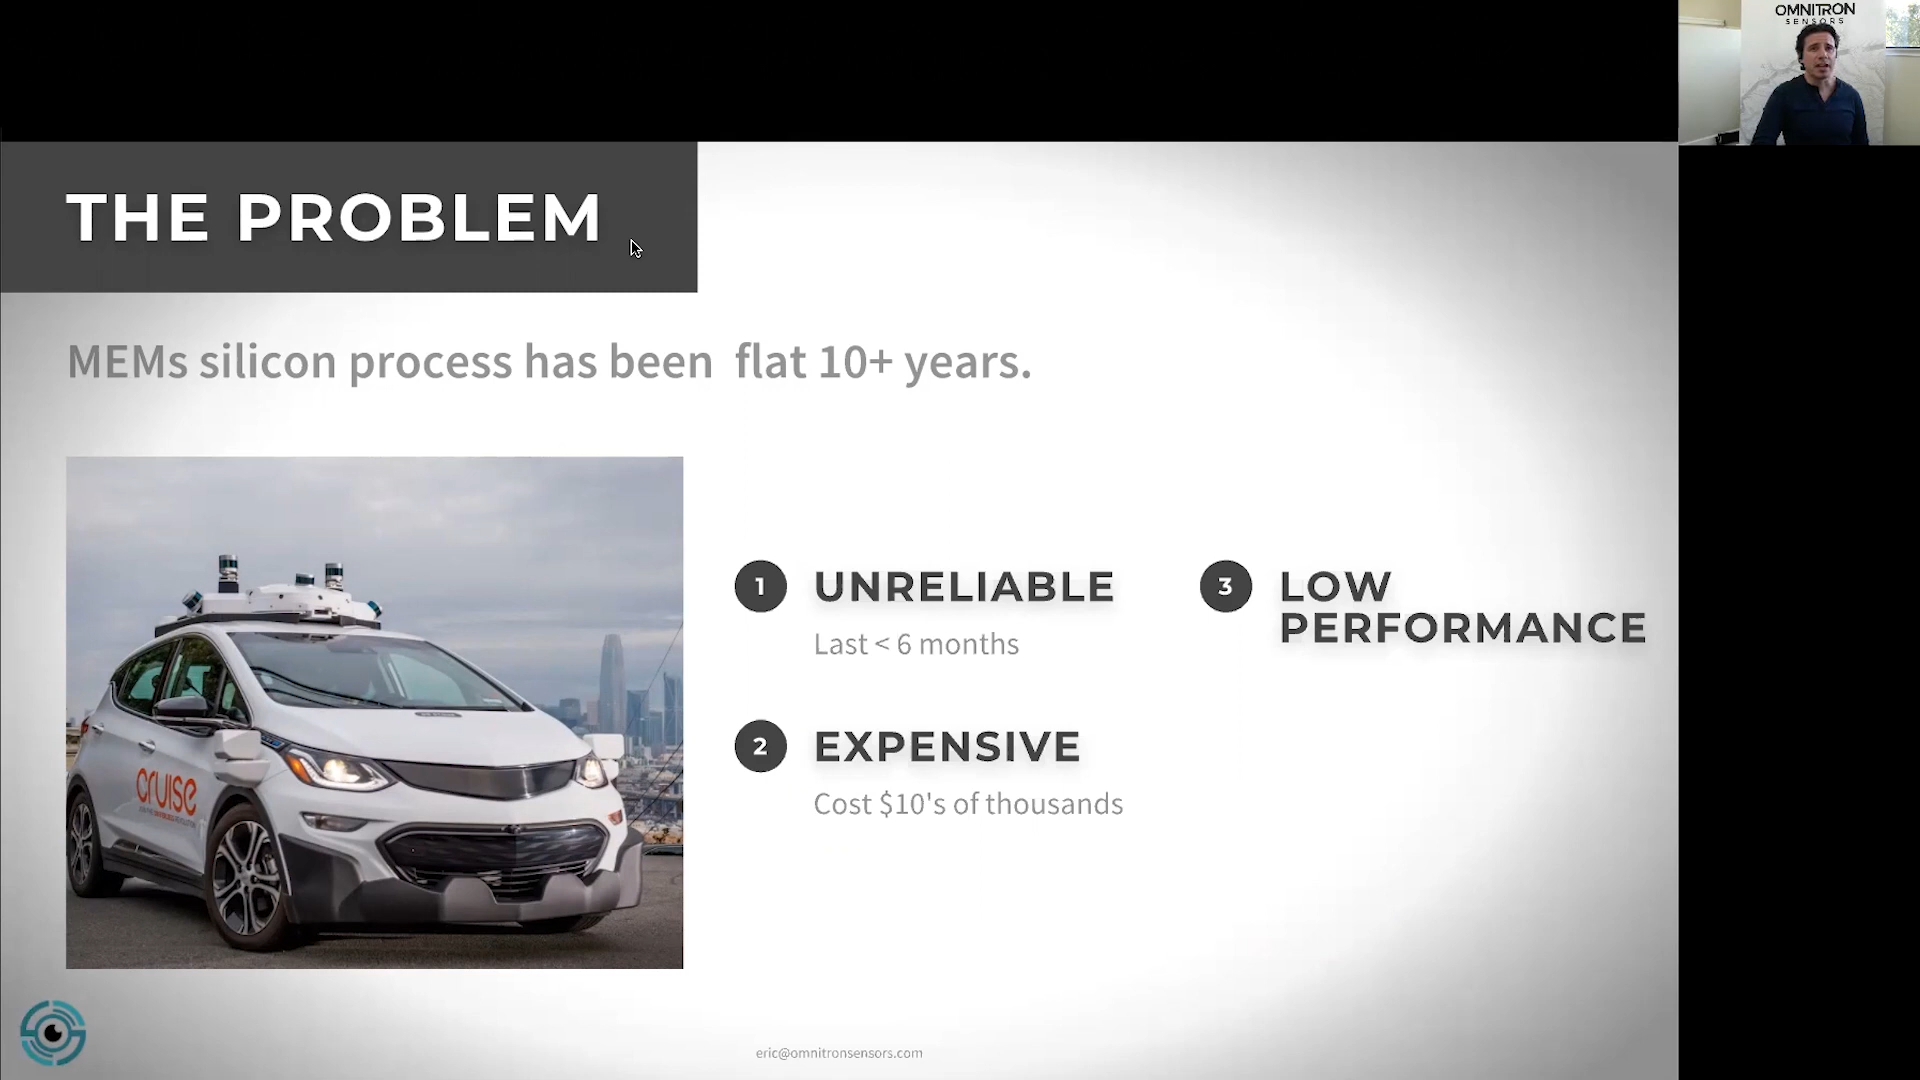 OMNITRON
SENSORS
THE PROBLEM
MEMs silicon process has been flat 10+ years.
1 UNRELIABLE
Last < 6 months
2 EXPENSIVE
Cost $10's of thousands
3 LOW
PERFORMANCE
cruise
eric@omnitronsensors.com